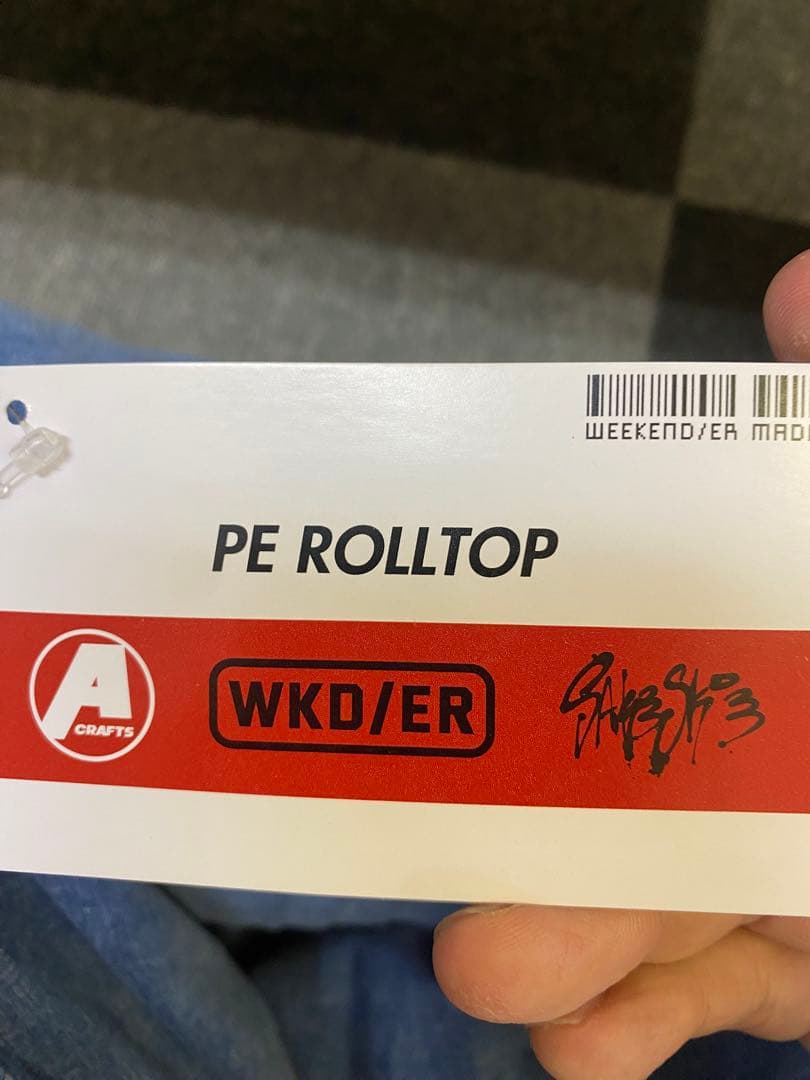 WEEKEND/ER MAD
PE ROLLTOP
A
CRAFTS
WKD/ER